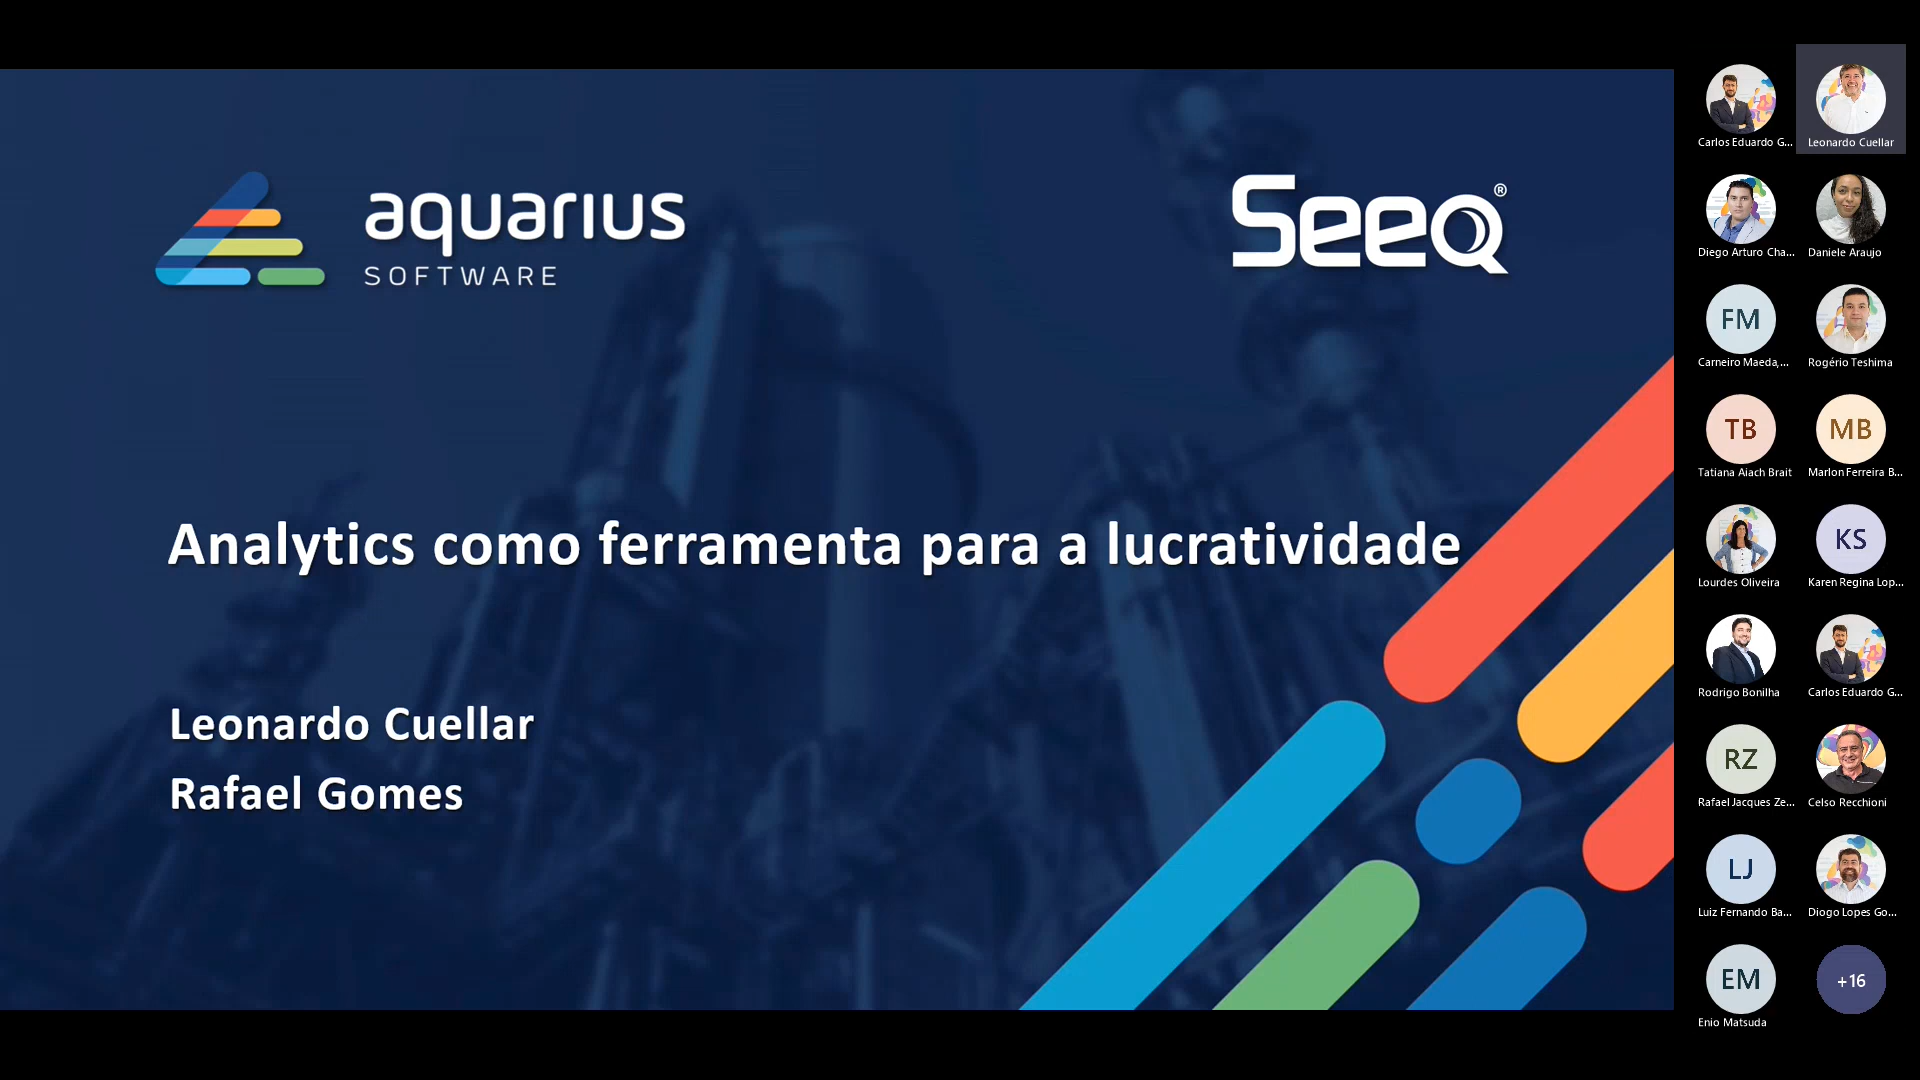 aquarius
SOFTWARE
Seeq®
Analytics como ferramenta para a lucratividade
Leonardo Cuellar
Rafael Gomes
Carlos Eduardo G...
Leonardo Cuellar
Diego Arturo Cha...
Daniele Araujo
FM
Carneiro Maeda,...
Rogério Teshima
TB
Tatiana Aiach Brait
MB
Marlon Ferreira B...
Lourdes Oliveira
KS
Karen Regina Lop...
Rodrigo Bonilha
Carlos Eduardo G...
RZ
Rafael Jacques Ze...
Celso Recchioni
LJ
Luiz Fernando Ba...
Diogo Lopes Go...
EM
Enio Matsuda
+16